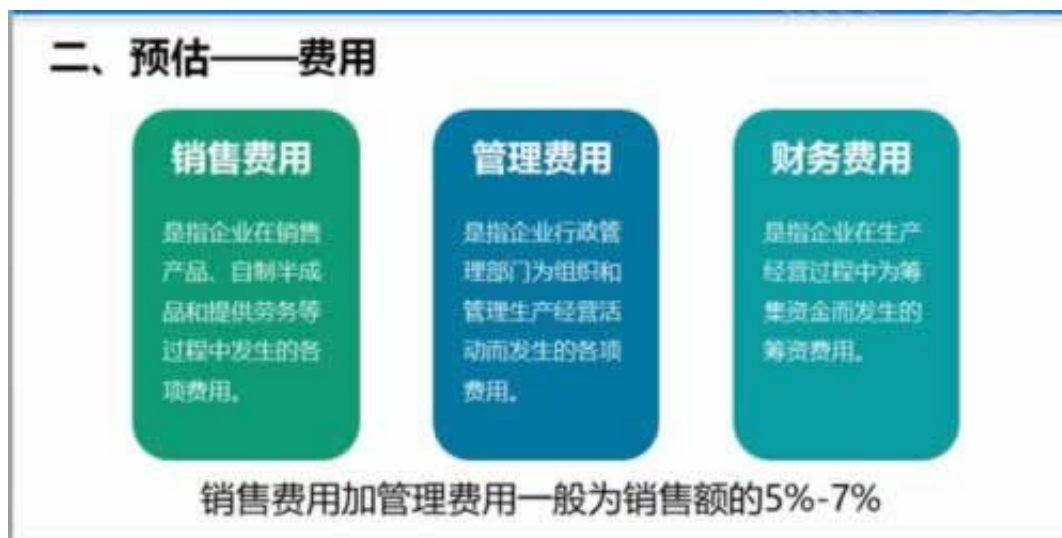 二、预估——费用
销售费用
是指企业在销售
产品、自制半成
品和提供劳务等
过程中发生的各
项费用。
管理费用
是指企业行政管
理部门为组织和
管理生产经营活
动而发生的各项
费用。
财务费用
是指企业在生产
经营过程中为筹
集资金而发生的
筹资费用。
销售费用加管理费用一般为销售额的5%-7%